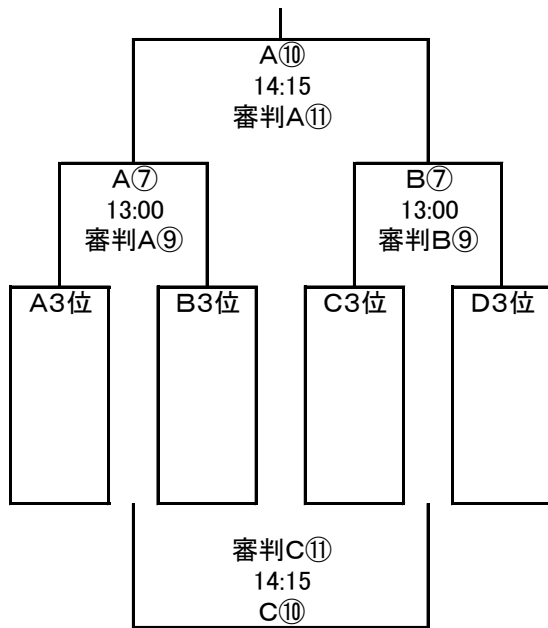 A⑩
14:15
審判A⑪
A⑦
13:00
審判A⑨
B⑦
13:00
審判B⑨
A3位
B3位
C3位
D3位
審判C⑪
14:15
C⑩